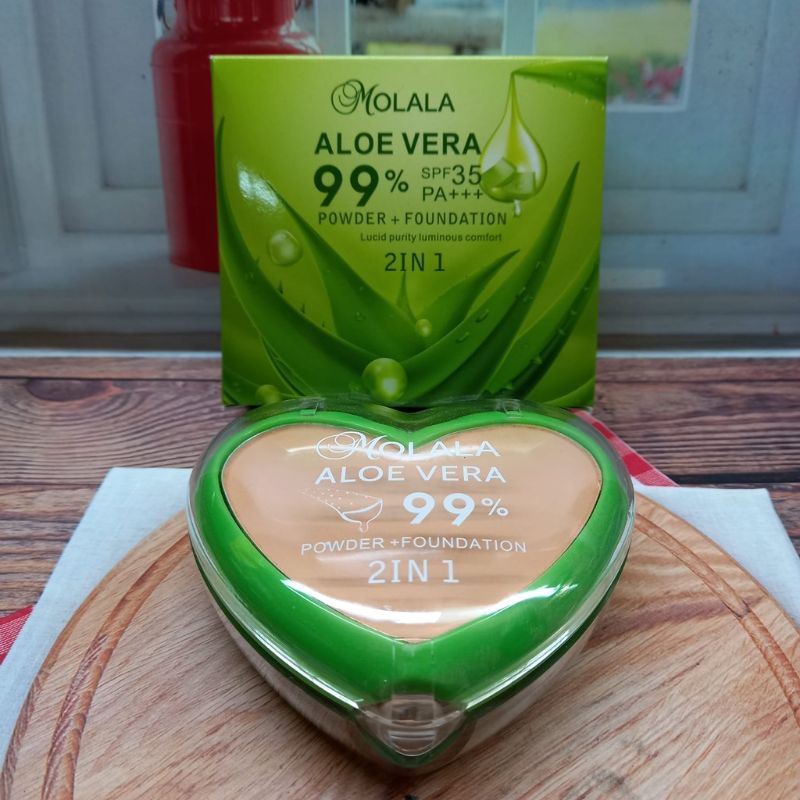 MOLALA
ALOE VERA
99% SPF35
PA+++
POWDER + FOUNDATION
Lucid purity luminous comfort
2IN 1
MOLALA
ALOE VERA
99%
POWDER +FOUNDATION
2IN 1